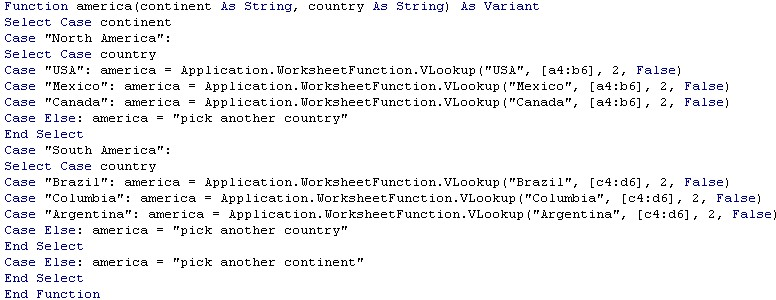 Function america(continent As String, country As String) As Variant
Select Case continent
Case "North America":
Select Case country
Case "USA": america = Application.WorksheetFunction.VLookup("USA", [a4:b6], 2, False)
Case "Mexico": america = Application.WorksheetFunction.VLookup("Mexico", [a4:b6], 2, False)
Case "Canada": america = Application.WorksheetFunction.VLookup("Canada", [a4:b6], 2, False)
Case Else: america = "pick another country"
End Select
Case "South America":
Select Case country
Case "Brazil": america = Application.WorksheetFunction.VLookup("Brazil", [c4:d6], 2, False)
Case "Columbia": america = Application.WorksheetFunction.VLookup("Columbia", [c4:d6], 2, False)
Case "Argentina": america = Application.WorksheetFunction.VLookup("Argentina", [c4:d6], 2, False)
Case Else: america = "pick another country"
End Select
Case Else: america = "pick another continent"
End Select
End Function